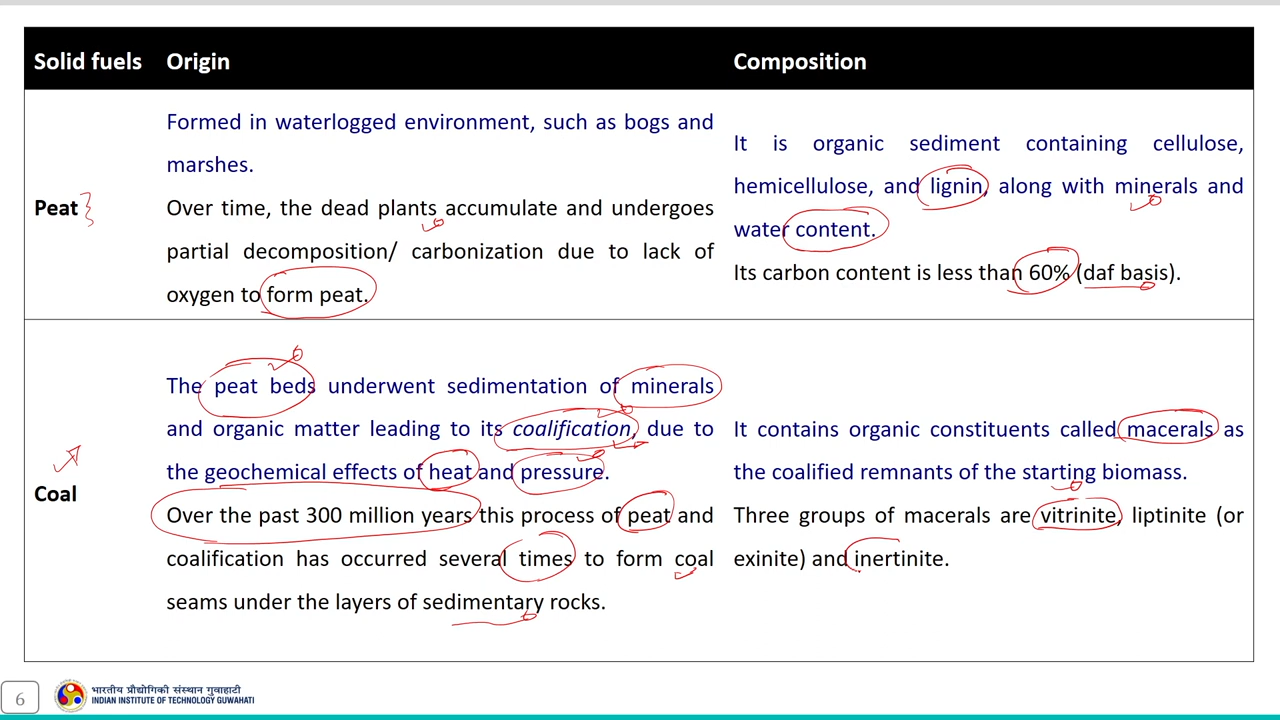 Solid fuels Origin Composition
Formed in waterlogged environment, such as bogs and
marshes.
Peat
Over time, the dead plants accumulate and undergoes
partial decomposition/ carbonization due to lack of
oxygen to form peat.
It is organic sediment containing cellulose,
hemicellulose, and lignin, along with minerals and
water content.
Its carbon content is less than 60% (daf basis).
Coal
The peat beds underwent sedimentation of minerals
and organic matter leading to its coalification, due to
the geochemical effects of heat and pressure.
Over the past 300 million years this process of peat and
coalification has occurred several times to form coal
seams under the layers of sedimentary rocks.
It contains organic constituents called macerals as
the coalified remnants of the starting biomass.
Three groups of macerals are vitrinite, liptinite (or
exinite) and inertinite.
6
भारतीय प्रौद्योगिकी संस्थान गुवाहाटी
INDIAN INSTITUTE OF TECHNOLOGY GUWAHATI